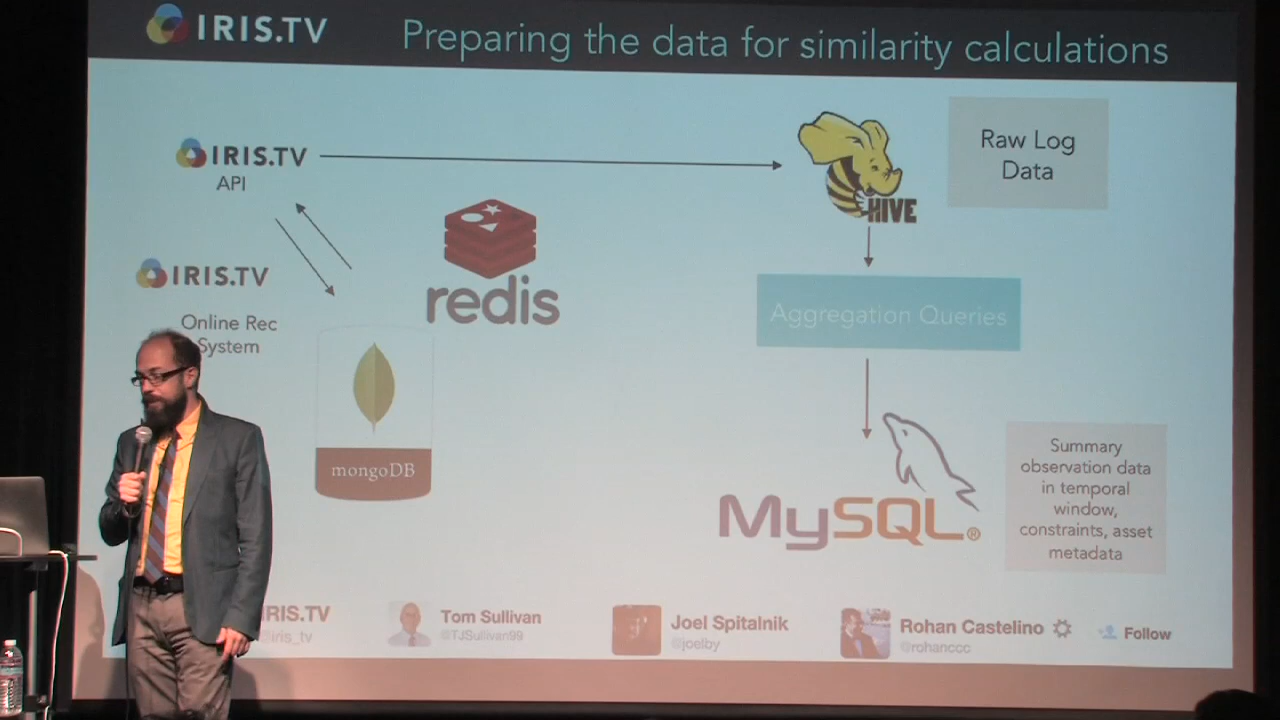 IRIS.TV
Preparing the data for similarity calculations
IRIS.TV
API
HIVE
Raw Log
Data
redis
IRIS.TV
Online Rec
System
Aggregation Queries
mongoDB
MySQL®
Summary
observation data
in temporal
window,
constraints, asset
metadata
IRIS.TV
@iris_tv
Tom Sullivan
@TJSullivan99
Joel Spitalnik
@joelby
Rohan Castelino
@rohanccc
Follow